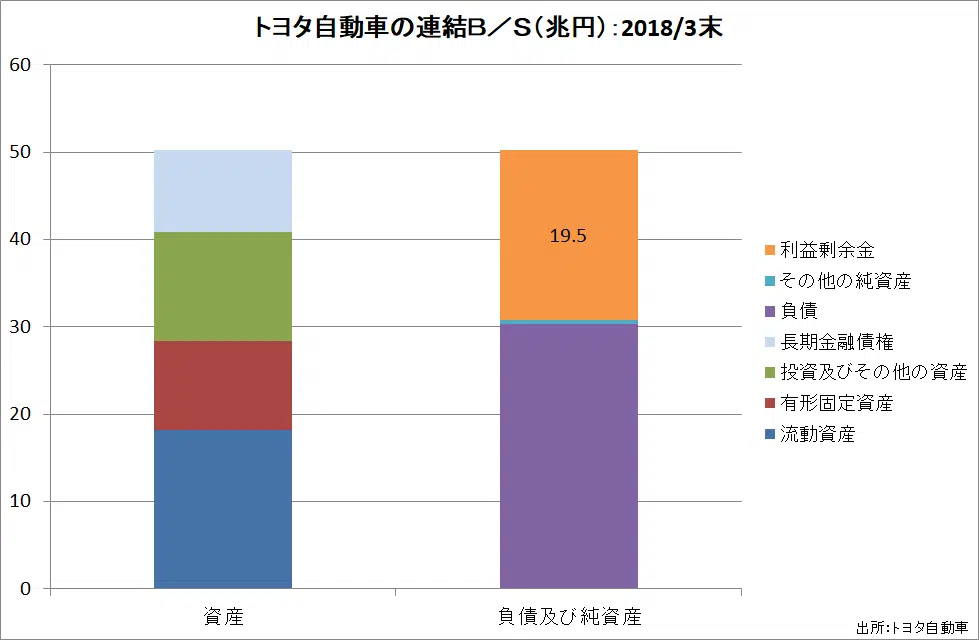 トヨタ自動車の連結B/S(兆円):2018/3末
60
50
40
30
20
10
0
19.5
資産
負債及び純資産
利益剰余金
その他の純資産
負債
長期金融債権
投資及びその他の資産
有形固定資産
流動資産
出所:トヨタ自動車